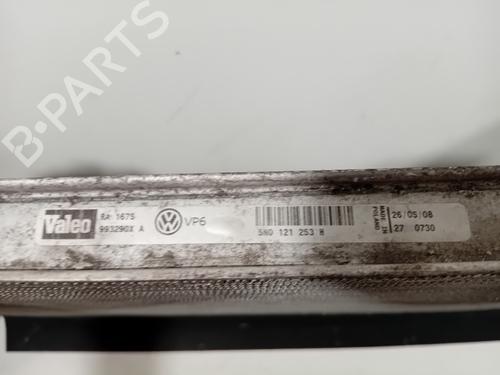 B-PARTS
Valeo
RA 1675
993290X A
VP6
5N0 121 253 H
MADE IN
POLAND
26/05/08
27 0730